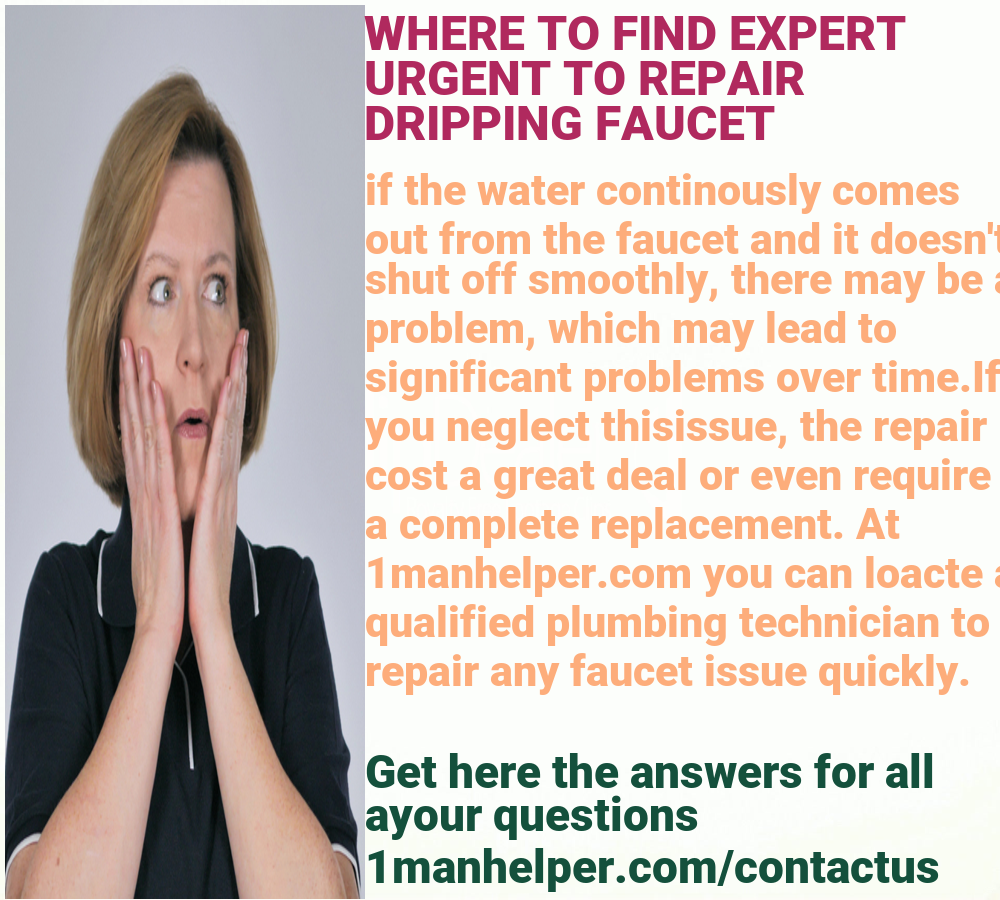 WHERE TO FIND EXPERT
URGENT TO REPAIR
DRIPPING FAUCET
if the water continously comes
out from the faucet and it doesn't
shut off smoothly, there may be a
problem, which may lead to
significant problems over time.If
you neglect thisissue, the repair
cost a great deal or even require
a complete replacement. At
1manhelper.com you can loacte a
qualified plumbing technician to
repair any faucet issue quickly.
Get here the answers for all
ayour questions
1manhelper.com/contactus